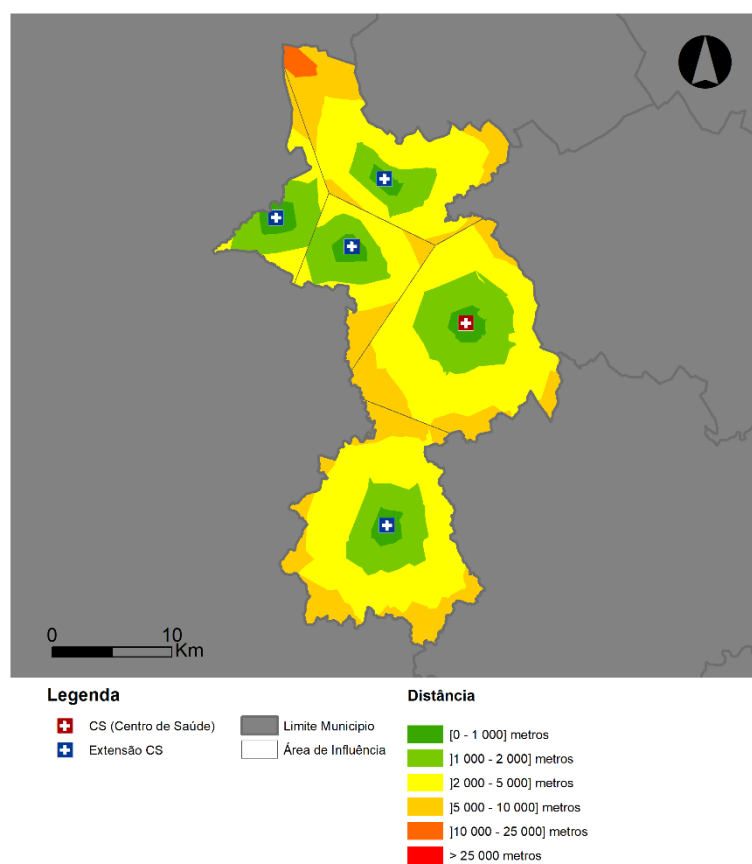 0 10
Km
Legenda
CS (Centro de Saúde)
Extensão CS
Limite Municipio
Área de Influência
Distância
[0 - 1 000] metros
]1 000 - 2 000] metros
]2 000 - 5 000] metros
]5 000 - 10 000] metros
]10 000 - 25 000] metros
> 25 000 metros